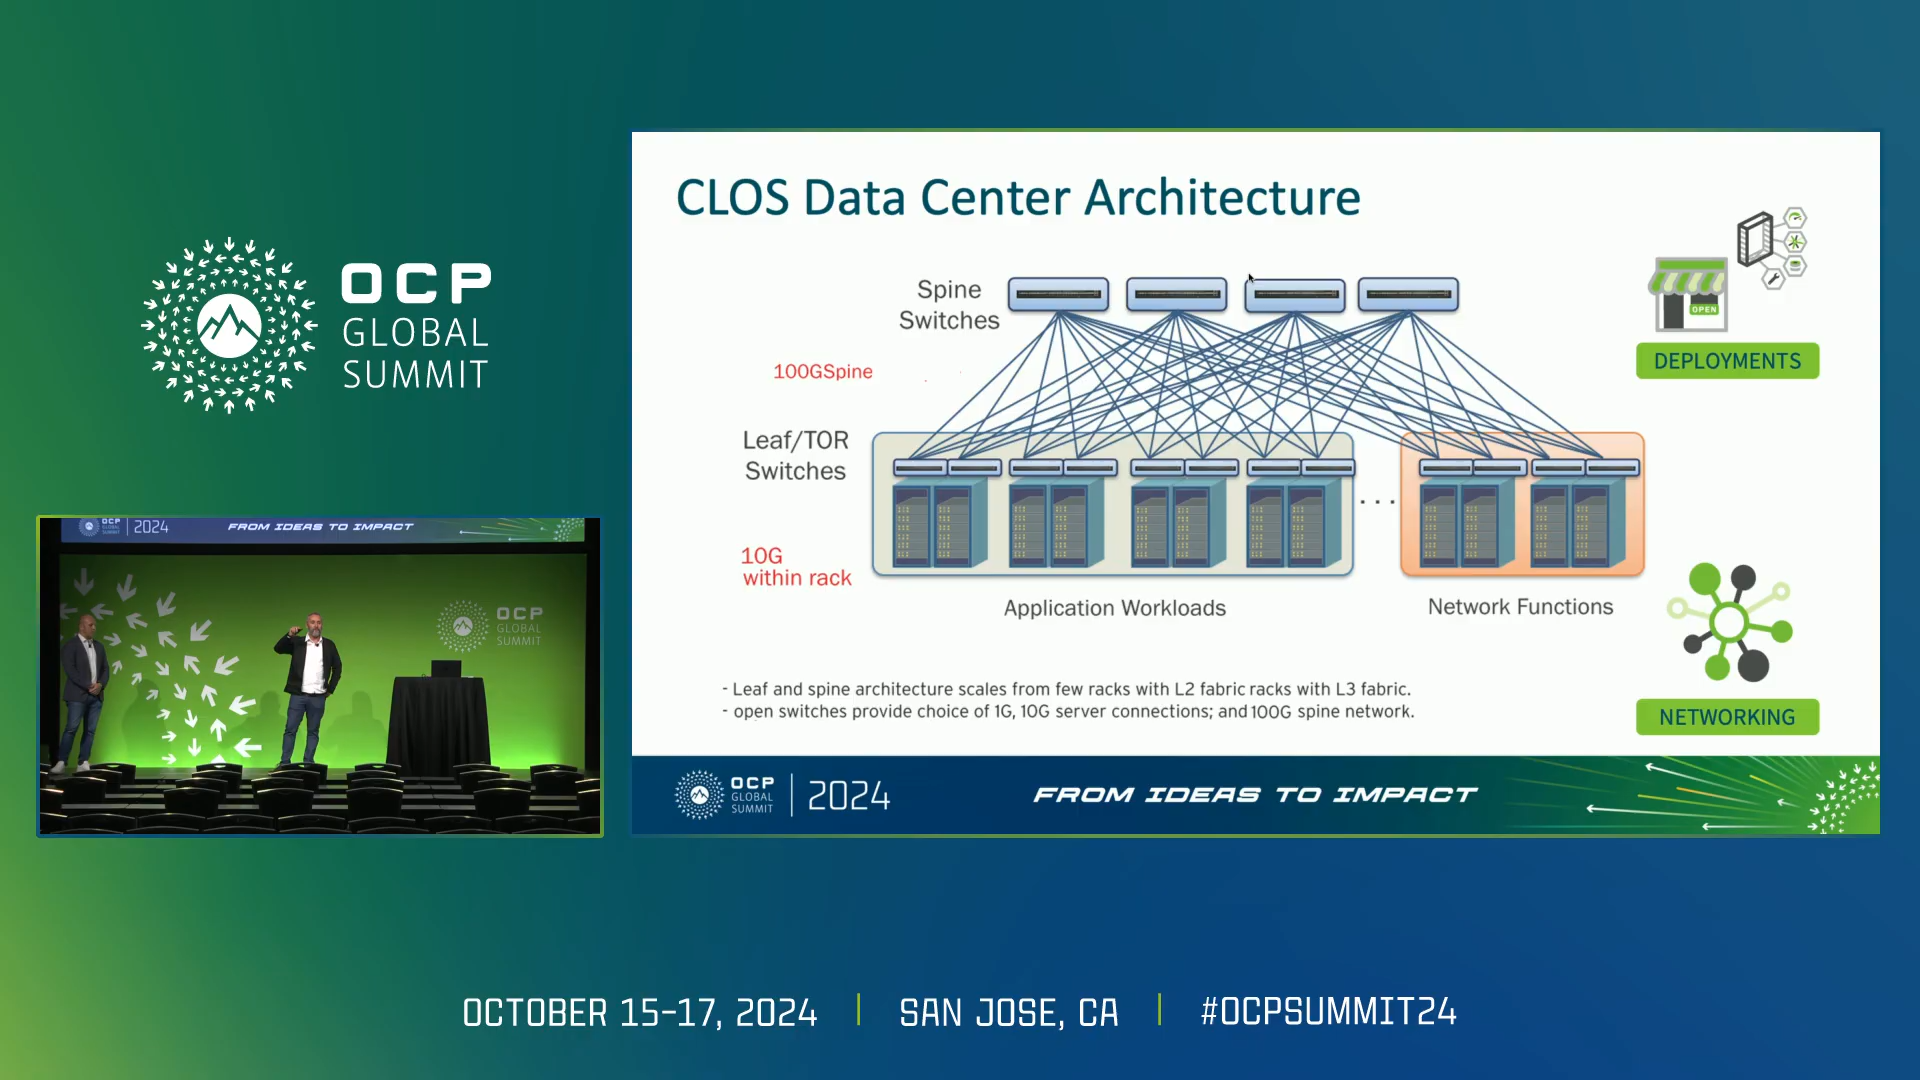 OCP
GLOBAL
SUMMIT
OCP
GLOBAL
SUMMIT
2024
FROM IDEAS TO IMPACT
OCP
GLOBAL
SUMMIT
CLOS Data Center Architecture
Spine
Switches
100GSpine
Leaf/TOR
Switches
10G
within rack
...
Application Workloads
Network Functions
- Leaf and spine architecture scales from few racks with L2 fabric racks with L3 fabric.
- open switches provide choice of 1G, 10G server connections; and 100G spine network.
OPEN
DEPLOYMENTS
NETWORKING
OCP
GLOBAL
SUMMIT
2024
FROM IDEAS TO IMPACT
OCTOBER 15-17, 2024
SAN JOSE, CA
#OCPSUMMIT24